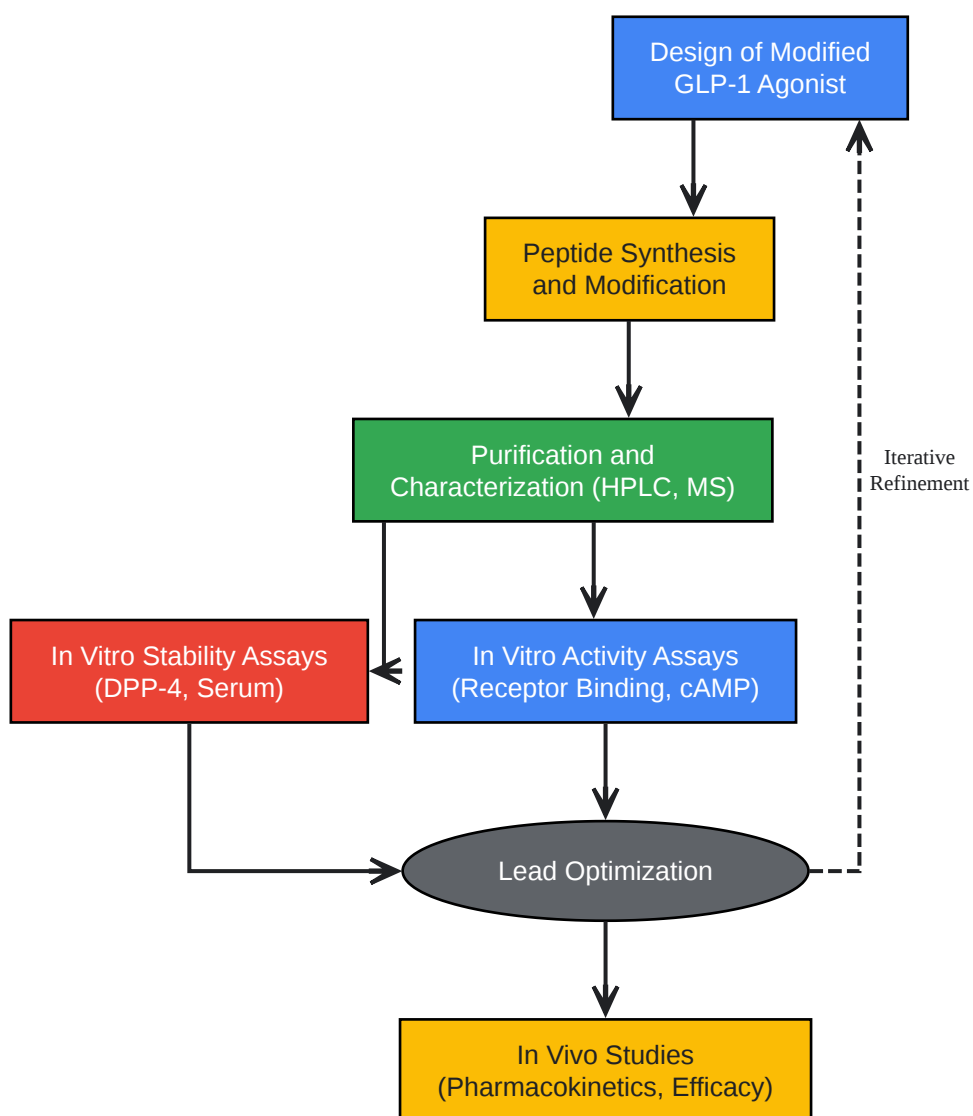 Design of Modified
GLP-1 Agonist
Peptide Synthesis
and Modification
Purification and
Characterization (HPLC, MS)
Iterative
Refinement
In Vitro Stability Assays
(DPP-4, Serum)
In Vitro Activity Assays
(Receptor Binding, cAMP)
Lead Optimization
In Vivo Studies
(Pharmacokinetics, Efficacy)